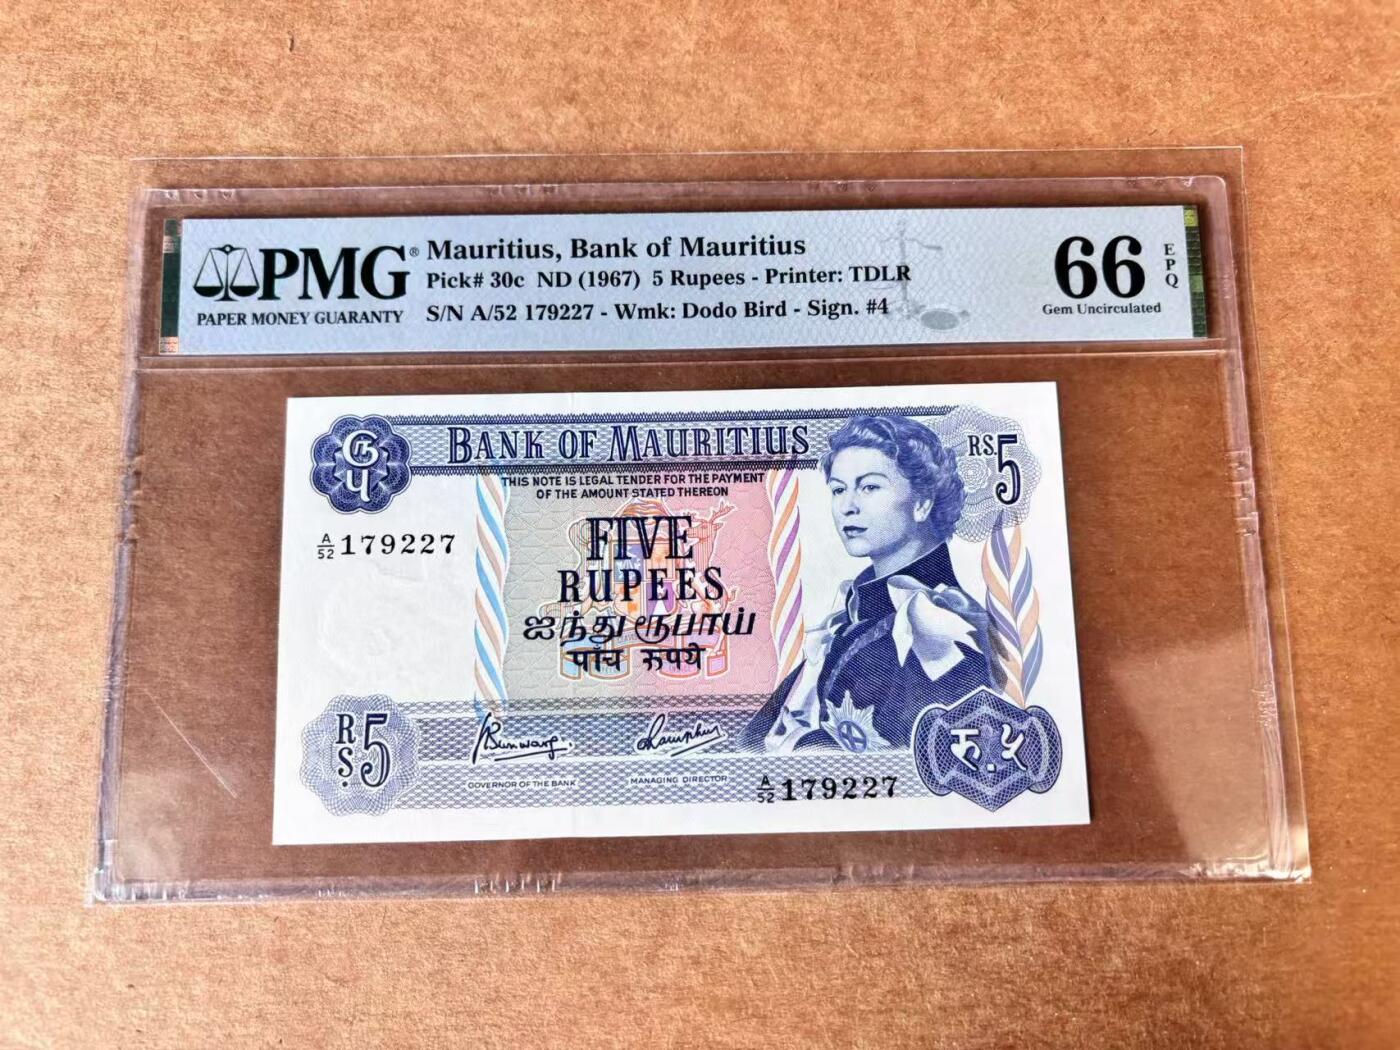 PMG®
PAPER MONEY GUARANTY
Mauritius, Bank of Mauritius
Pick# 30c ND (1967) 5 Rupees - Printer: TDLR
S/N A/52 179227 - Wmk: Dodo Bird - Sign. #4
66
EPQ
Gem Uncirculated
BANK OF MAURITIUS
RS.5
THIS NOTE IS LEGAL TENDER FOR THE PAYMENT
OF THE AMOUNT STATED THEREON
A/52 179227
FIVE
RUPEES
ஐந்து ரூபாய்
पाँच रूपये
RS.5
GOVERNOR OF THE BANK
MANAGING DIRECTOR
A/52 179227
रु.५